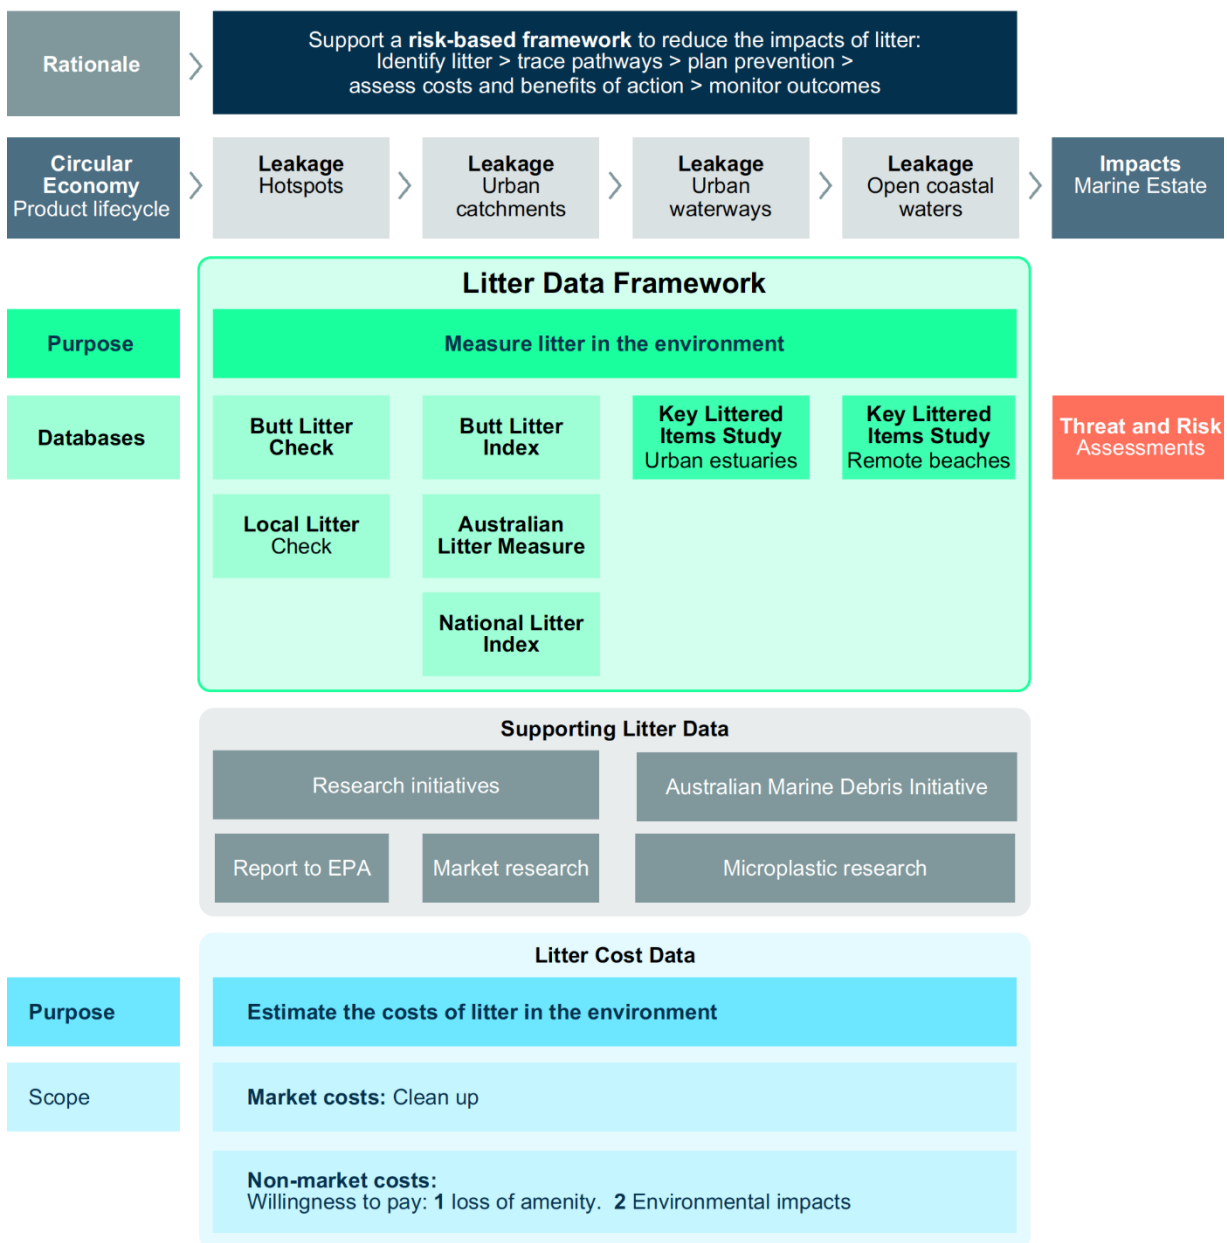 Rationale
Support a risk-based framework to reduce the impacts of litter:
Identify litter > trace pathways > plan prevention >
assess costs and benefits of action > monitor outcomes
Circular
Economy
Product lifecycle
Leakage
Hotspots
Leakage
Urban
catchments
Leakage
Urban
waterways
Leakage
Open coastal
waters
Impacts
Marine Estate
Litter Data Framework
Purpose
Measure litter in the environment
Databases
Butt Litter
Check
Butt Litter
Index
Key Littered
Items Study
Urban estuaries
Key Littered
Items Study
Remote beaches
Threat and Risk
Assessments
Local Litter
Check
Australian
Litter Measure
National Litter
Index
Supporting Litter Data
Research initiatives
Australian Marine Debris Initiative
Report to EPA
Market research
Microplastic research
Litter Cost Data
Purpose
Estimate the costs of litter in the environment
Scope
Market costs: Clean up
Non-market costs:
Willingness to pay: 1 loss of amenity. 2 Environmental impacts